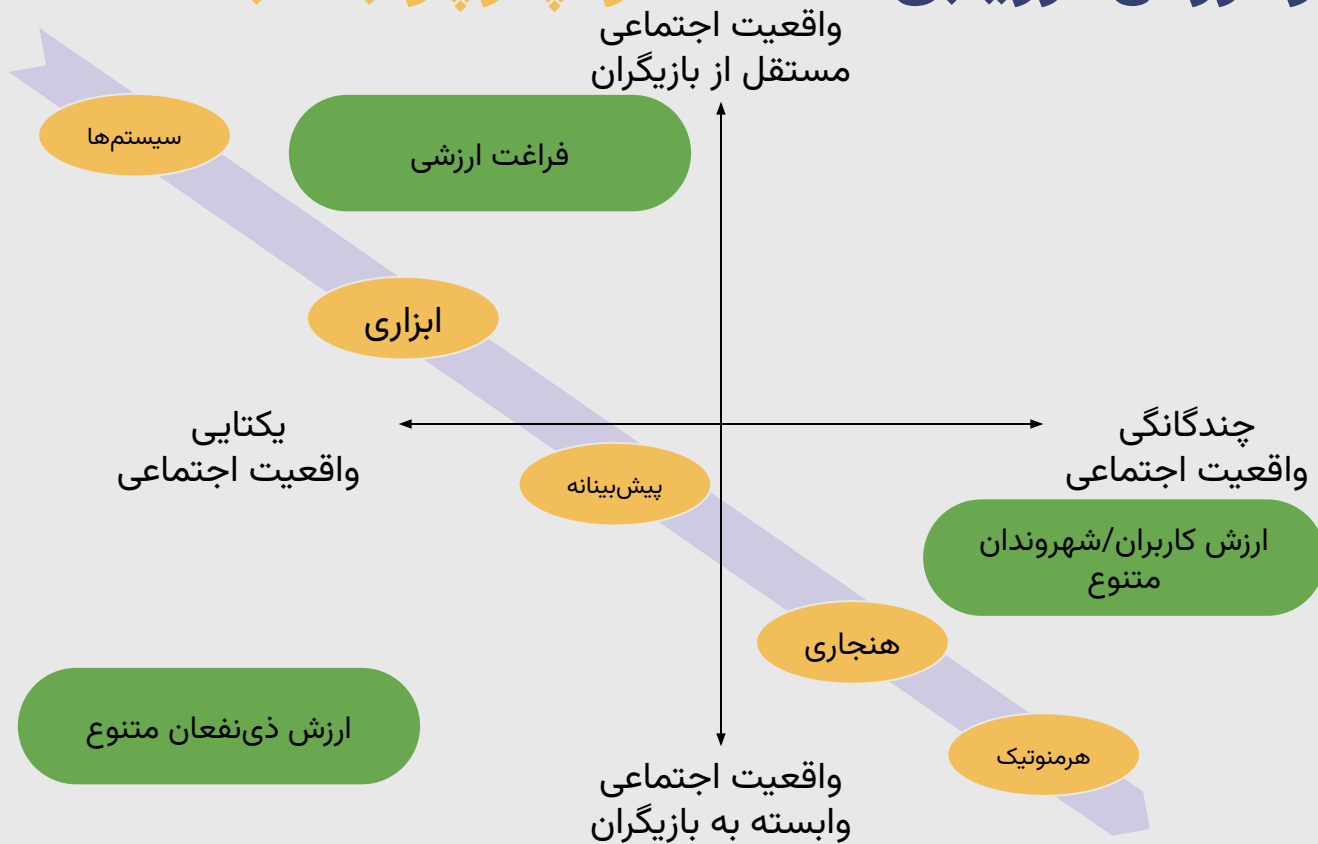 واقعیت اجتماعی
مستقل از بازیگران
سیستم‌ها
فراغت ارزشی
ابزاری
یکتایی
واقعیت اجتماعی
چندگانگی
واقعیت اجتماعی
پیش‌بینانه
ارزش کاربران/شهروندان
متنوع
هنجاری
ارزش ذی‌نفعان متنوع
هرمنوتیک
واقعیت اجتماعی
وابسته به بازیگران